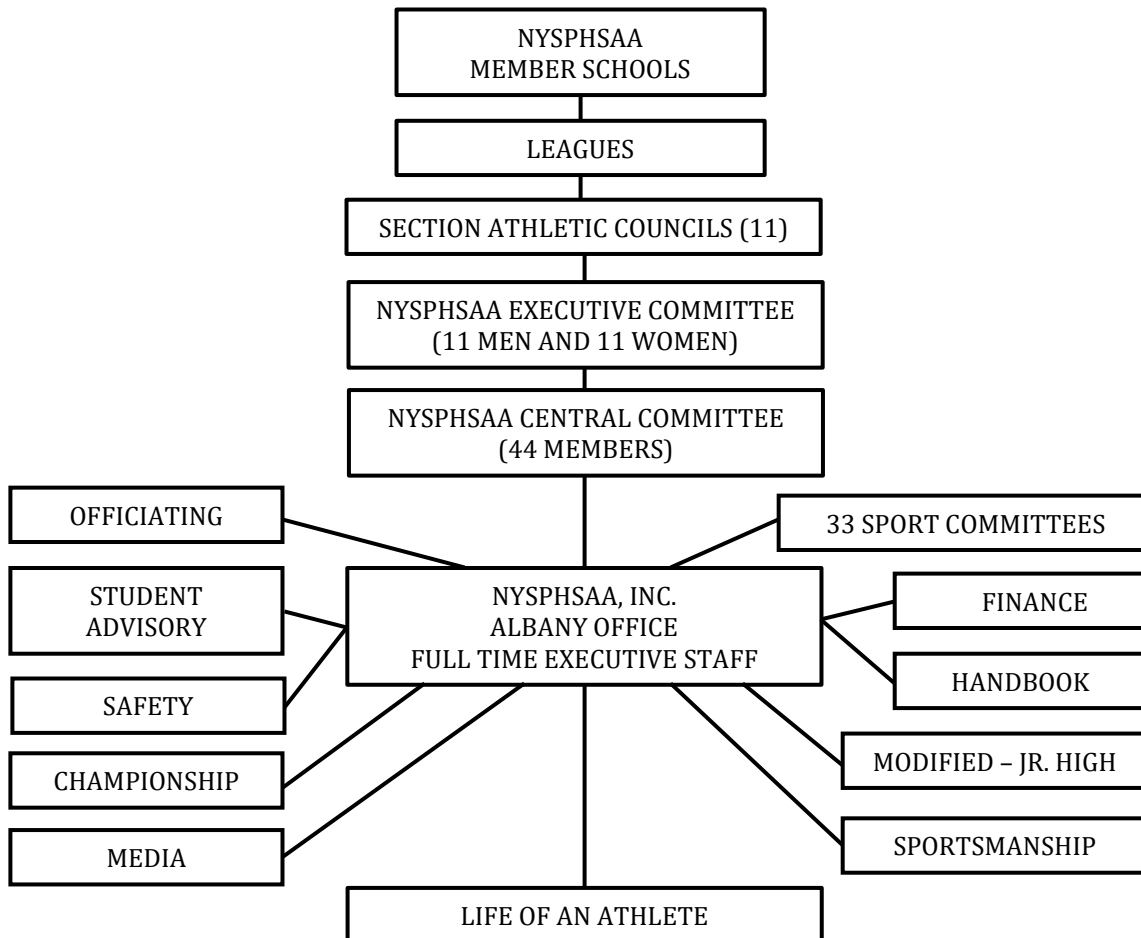 NYSPHSAA
MEMBER SCHOOLS
LEAGUES
SECTION ATHLETIC COUNCILS (11)
NYSPHSAA EXECUTIVE COMMITTEE
(11 MEN AND 11 WOMEN)
NYSPHSAA CENTRAL COMMITTEE
(44 MEMBERS)
OFFICIATING
33 SPORT COMMITTEES
STUDENT
ADVISORY
NYSPHSAA, INC.
ALBANY OFFICE
FULL TIME EXECUTIVE STAFF
FINANCE
SAFETY
HANDBOOK
CHAMPIONSHIP
MODIFIED – JR. HIGH
MEDIA
SPORTSMANSHIP
LIFE OF AN ATHLETE